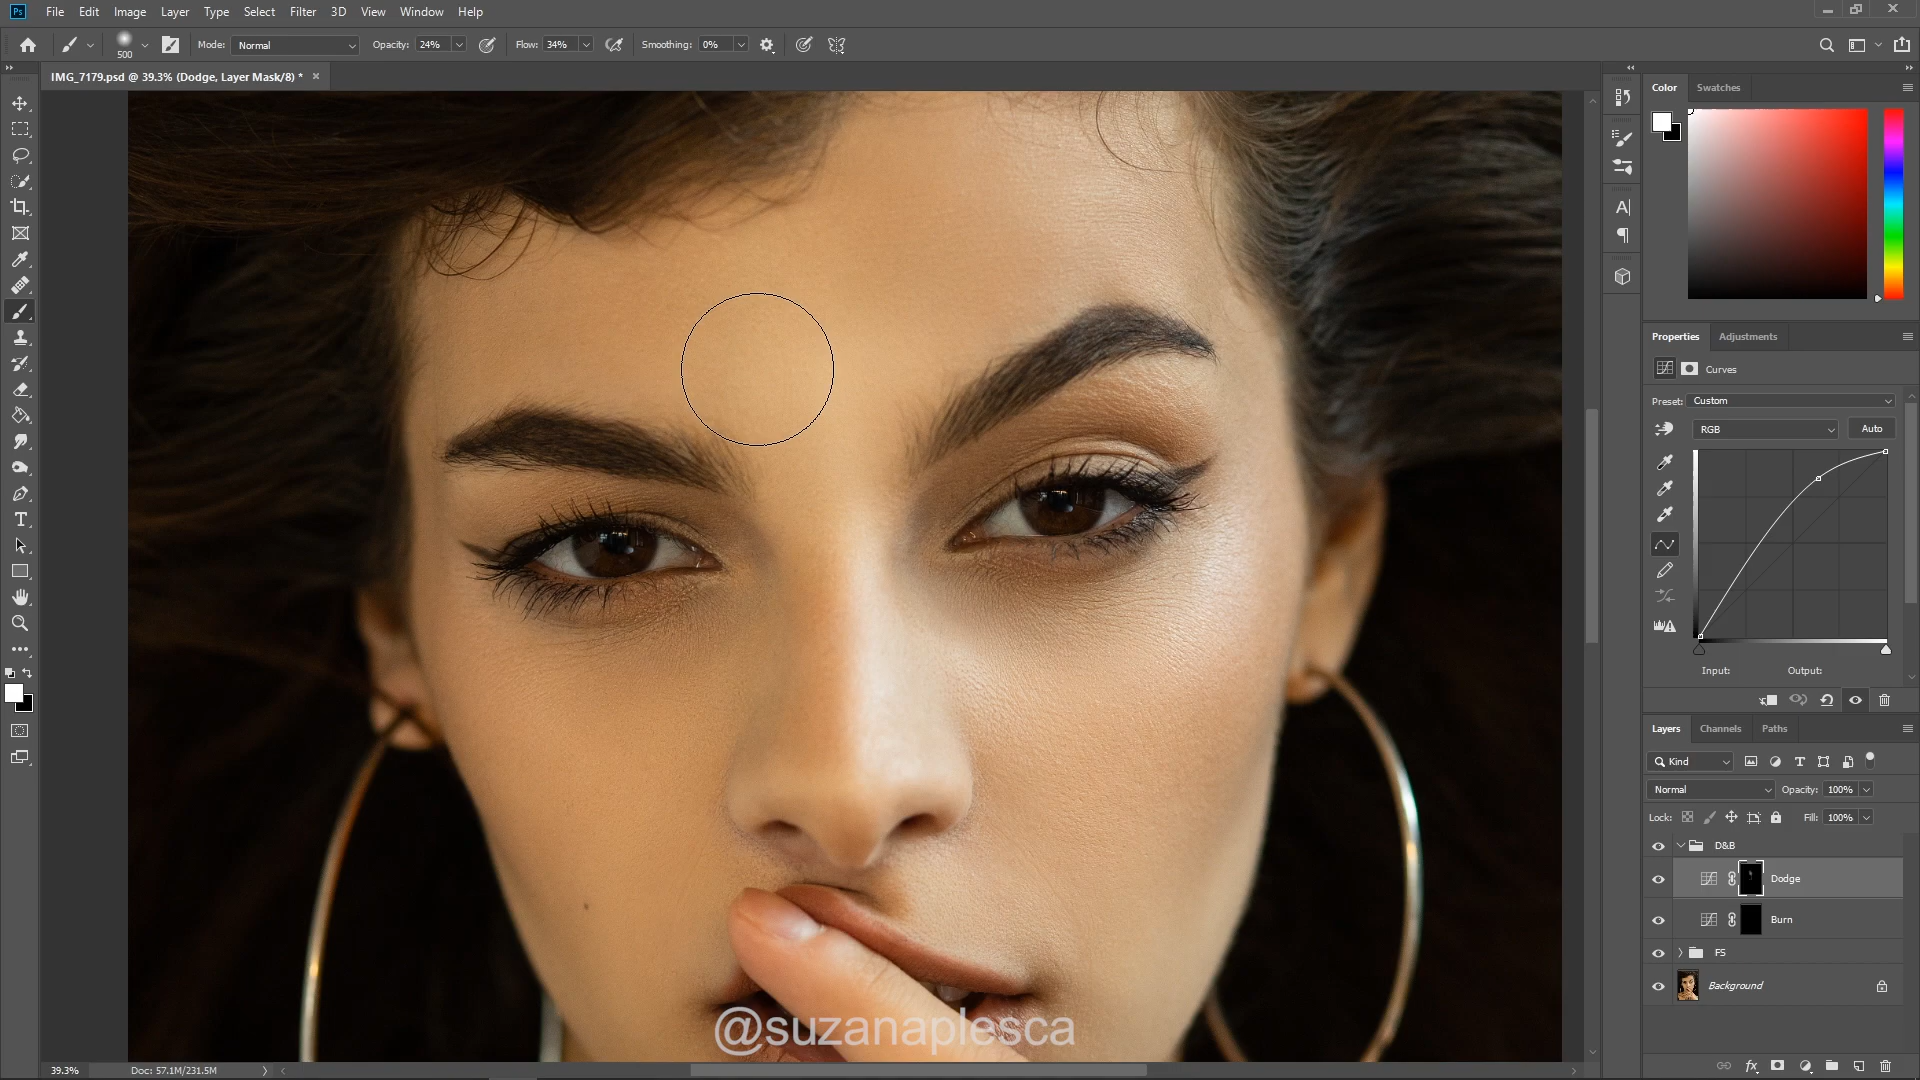 Ps File Edit Image Layer Type Select Filter 3D View Window Help
500 Mode: Normal Opacity: 24% Flow: 34% Smoothing: 0%
IMG_7179.psd @ 39.3% (Dodge, Layer Mask/8) *
Color Swatches
Properties Adjustments
Curves
Preset: Custom
RGB Auto
Input: Output:
Layers Channels Paths
Kind
Normal Opacity: 100%
Lock: Fill: 100%
D&B
Dodge
Burn
FS
Background
@suzanaplesca
39.3% Doc: 57.1M/231.5M